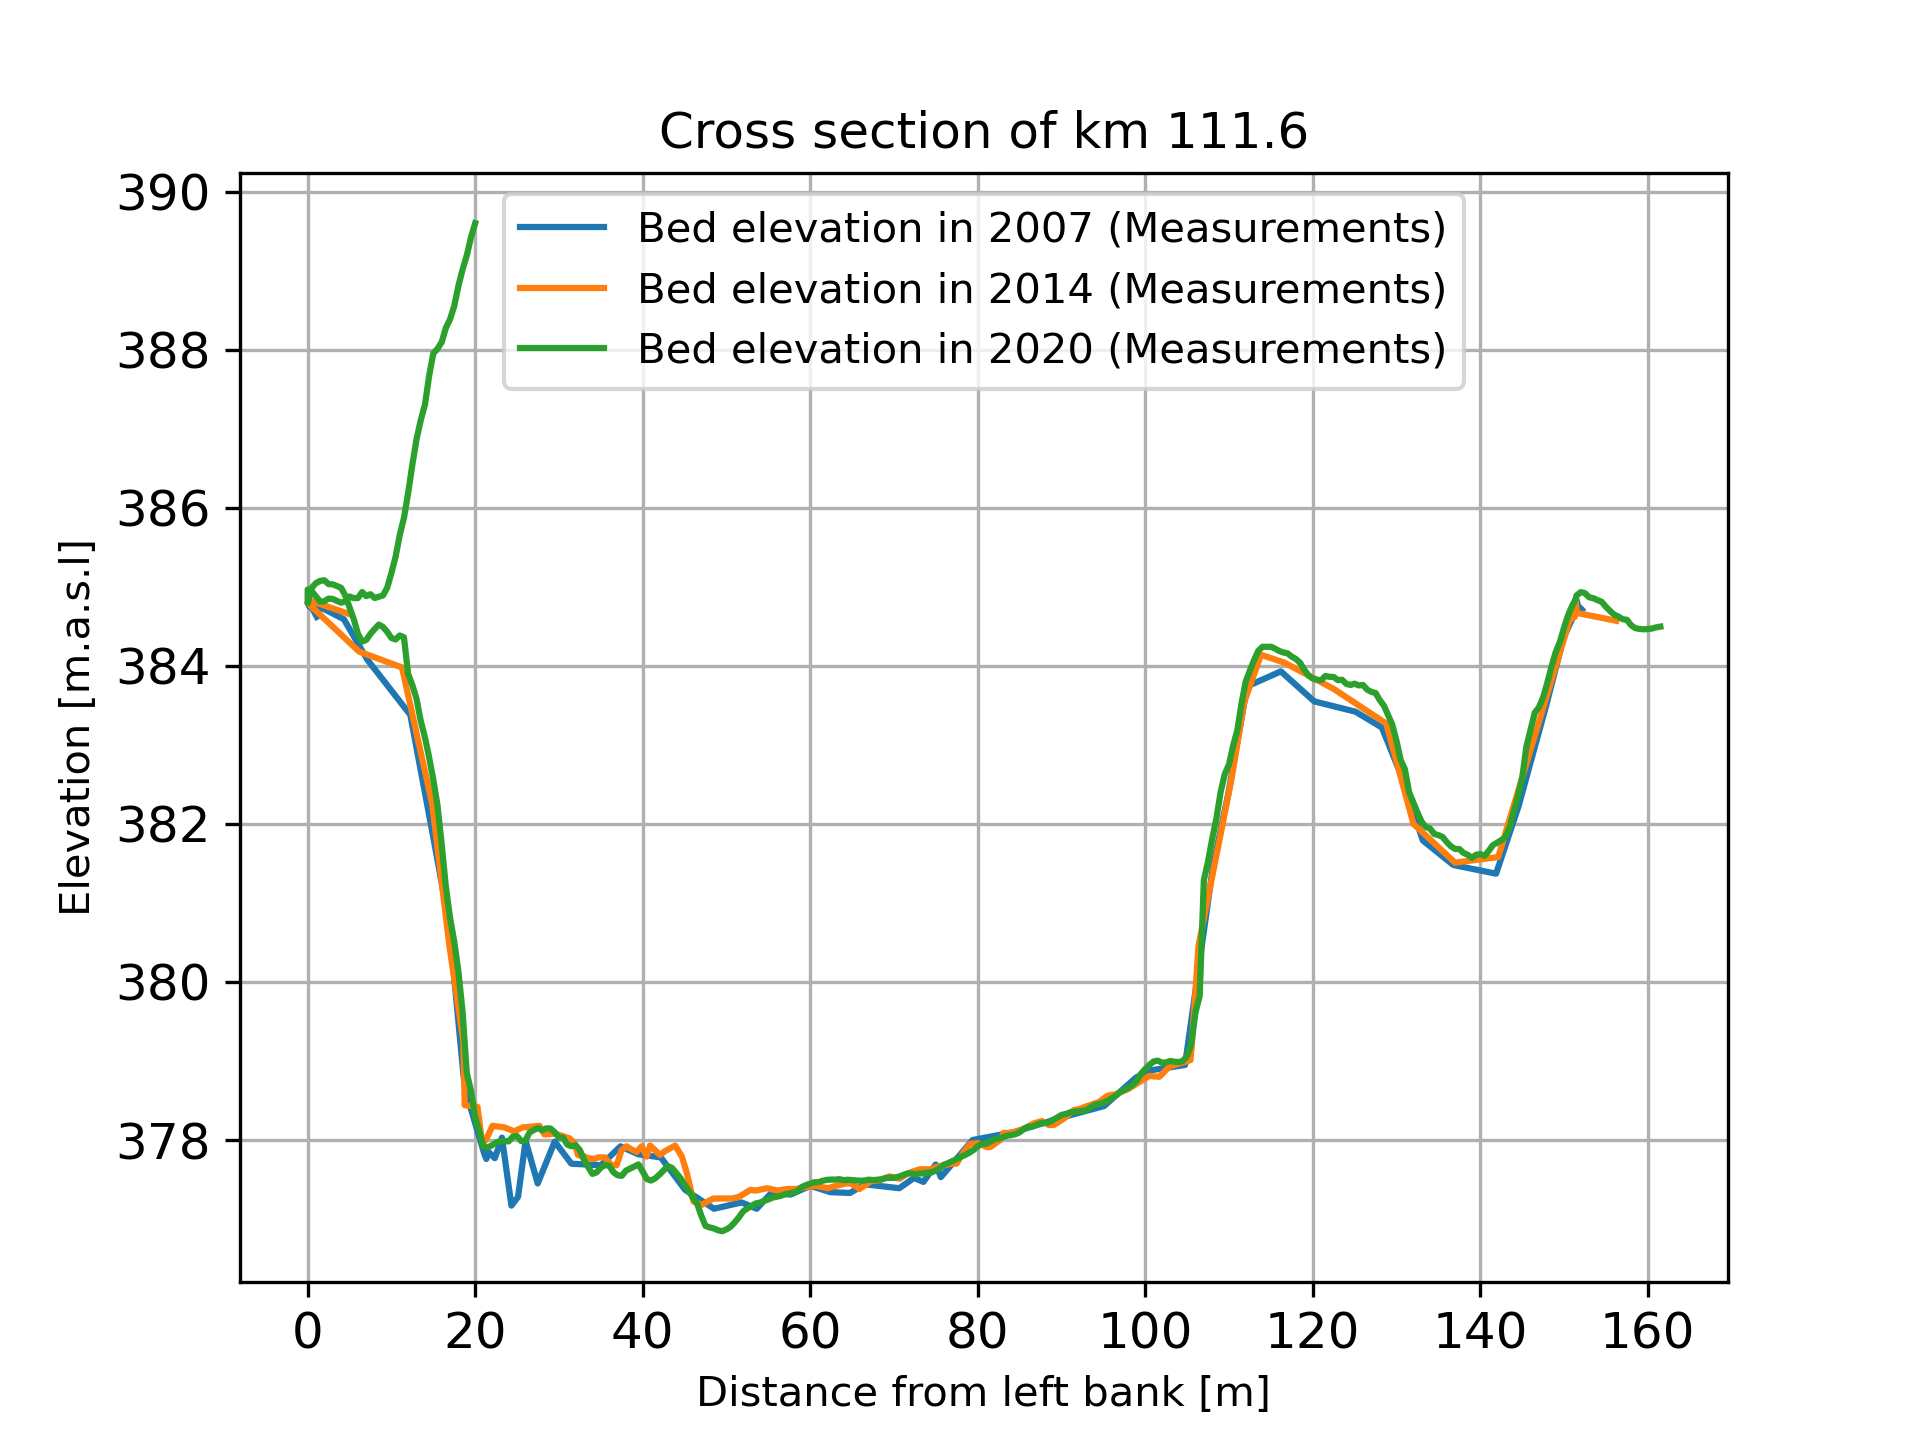 Cross section of km 111.6
Bed elevation in 2007 (Measurements)
Bed elevation in 2014 (Measurements)
Bed elevation in 2020 (Measurements)
Elevation [m.a.s.l]
390
388
386
384
382
380
378
0 20 40 60 80 100 120 140 160
Distance from left bank [m]